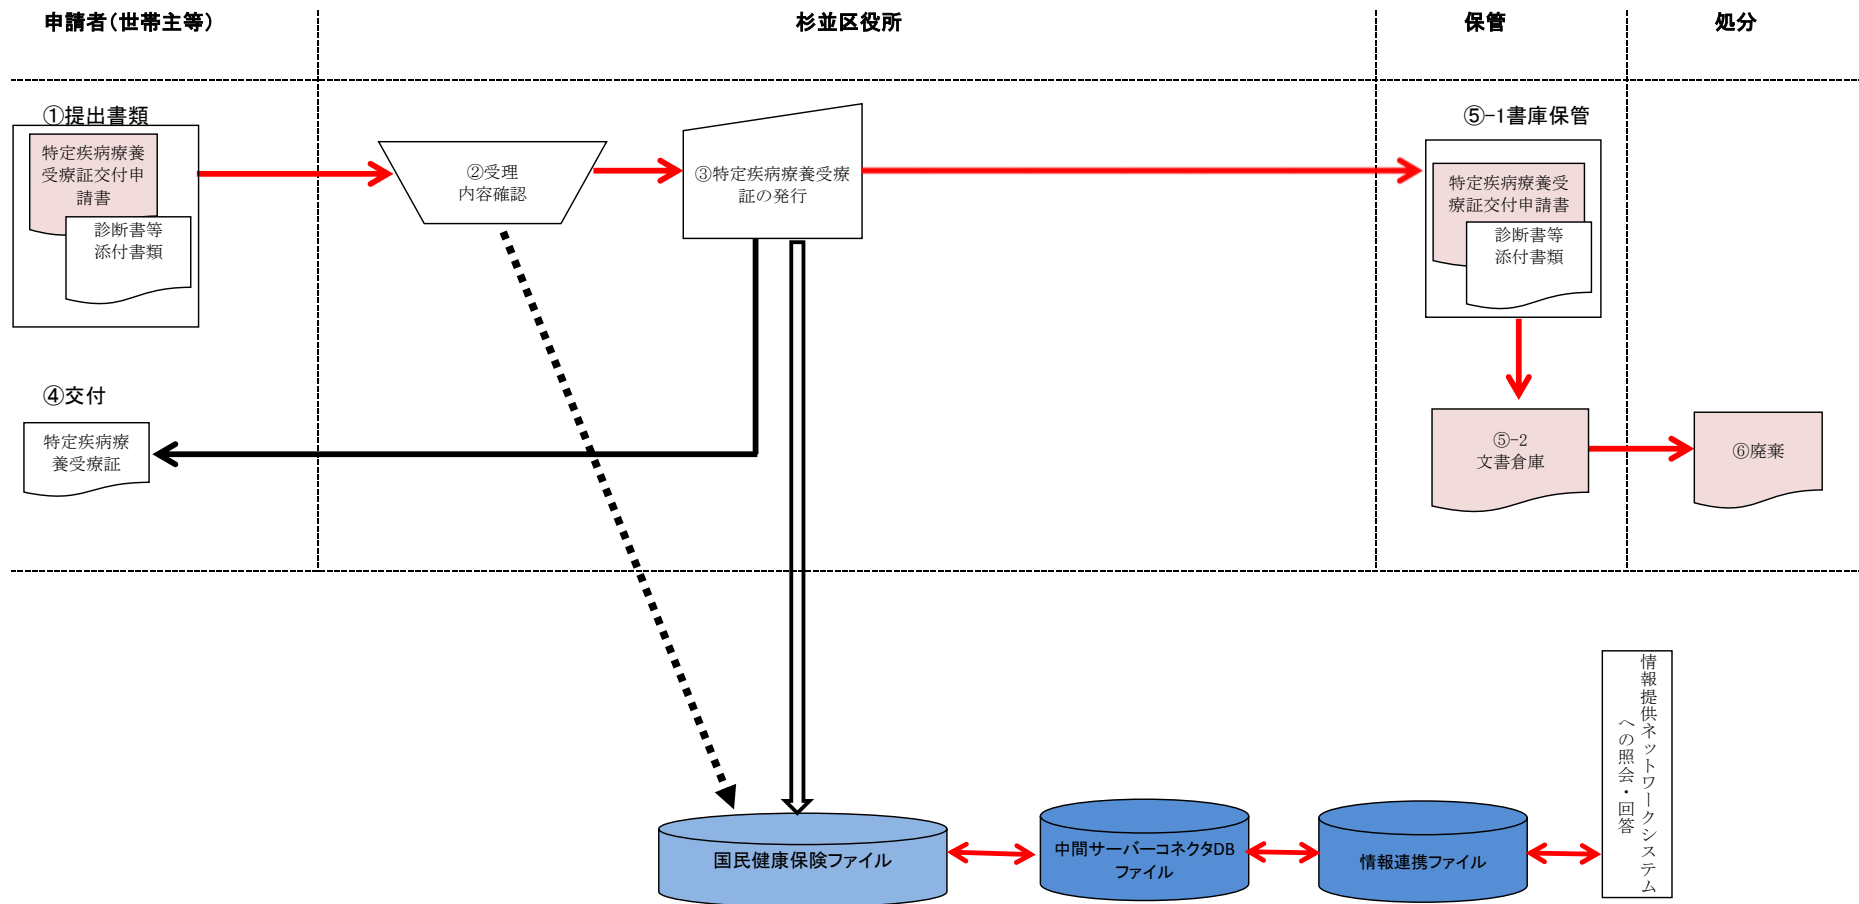 申請者（世帯主等）
杉並区役所
保管
処分
①提出書類
特定疾病療養
受療証交付申
請書
診断書等
添付書類
②受理
内容確認
③特定疾病療養受療
証の発行
⑤-1書庫保管
特定疾病療養受
療証交付申請書
診断書等
添付書類
④交付
特定疾病療
養受療証
⑤-2
文書倉庫
⑥廃棄
国民健康保険ファイル
中間サーバーコネクタDB
ファイル
情報連携ファイル
情報提供ネットワークシステム
への照会・回答